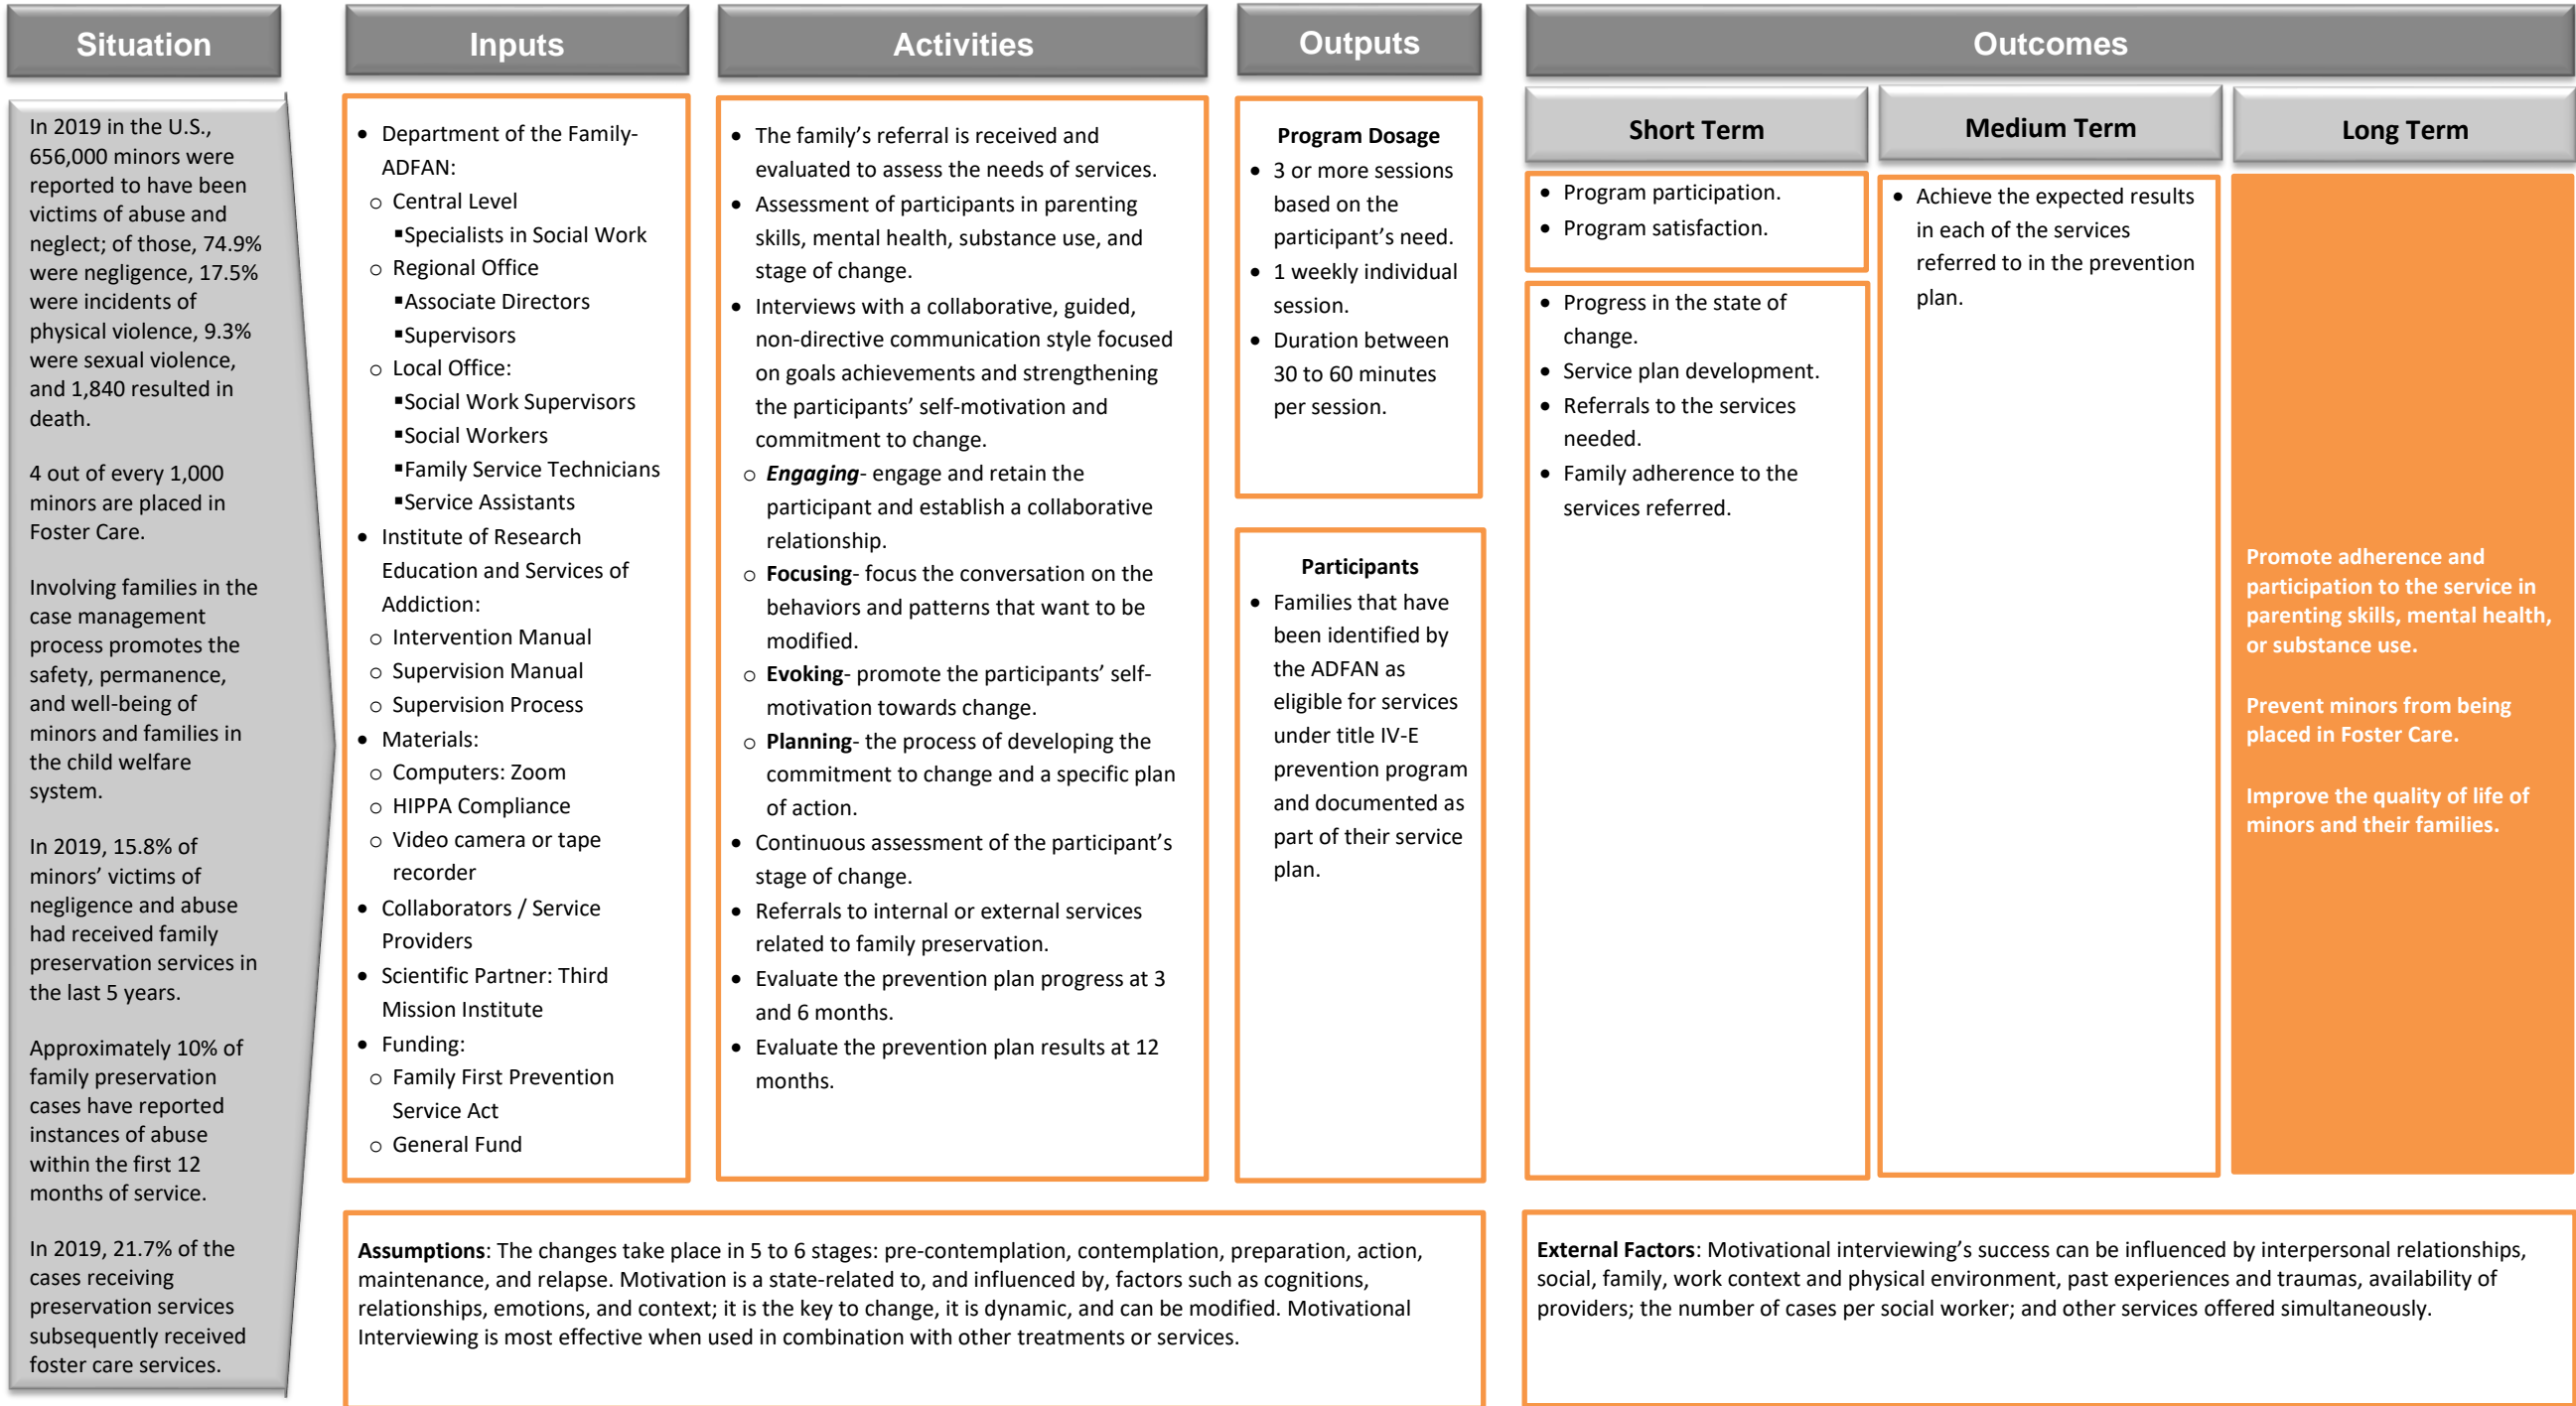 Situation
In 2019 in the U.S.,
656,000 minors were
reported to have been
victims of abuse and
neglect; of those, 74.9%
were negligence, 17.5%
were incidents of
physical violence, 9.3%
were sexual violence,
and 1,840 resulted in
death.
4 out of every 1,000
minors are placed in
Foster Care.
Involving families in the
case management
process promotes the
safety, permanence,
and well-being of
minors and families in
the child welfare
system.
In 2019, 15.8% of
minors’ victims of
negligence and abuse
had received family
preservation services in
the last 5 years.
Approximately 10% of
family preservation
cases have reported
instances of abuse
within the first 12
months of service.
In 2019, 21.7% of the
cases receiving
preservation services
subsequently received
foster care services.
Inputs
• Department of the Family-
ADFAN:
o Central Level
▪Specialists in Social Work
o Regional Office
▪Associate Directors
▪Supervisors
o Local Office:
▪Social Work Supervisors
▪Social Workers
▪Family Service Technicians
▪Service Assistants
• Institute of Research
Education and Services of
Addiction:
o Intervention Manual
o Supervision Manual
o Supervision Process
• Materials:
o Computers: Zoom
o HIPPA Compliance
o Video camera or tape
recorder
• Collaborators / Service
Providers
• Scientific Partner: Third
Mission Institute
• Funding:
o Family First Prevention
Service Act
o General Fund
Activities
• The family’s referral is received and
evaluated to assess the needs of services.
• Assessment of participants in parenting
skills, mental health, substance use, and
stage of change.
• Interviews with a collaborative, guided,
non-directive communication style focused
on goals achievements and strengthening
the participants’ self-motivation and
commitment to change.
o Engaging- engage and retain the
participant and establish a collaborative
relationship.
o Focusing- focus the conversation on the
behaviors and patterns that want to be
modified.
o Evoking- promote the participants’ self-
motivation towards change.
o Planning- the process of developing the
commitment to change and a specific plan
of action.
• Continuous assessment of the participant’s
stage of change.
• Referrals to internal or external services
related to family preservation.
• Evaluate the prevention plan progress at 3
and 6 months.
• Evaluate the prevention plan results at 12
months.
Outputs
Program Dosage
• 3 or more sessions
based on the
participant’s need.
• 1 weekly individual
session.
• Duration between
30 to 60 minutes
per session.
Participants
• Families that have
been identified by
the ADFAN as
eligible for services
under title IV-E
prevention program
and documented as
part of their service
plan.
Outcomes
Short Term
• Program participation.
• Program satisfaction.
• Progress in the state of
change.
• Service plan development.
• Referrals to the services
needed.
• Family adherence to the
services referred.
Medium Term
• Achieve the expected results
in each of the services
referred to in the prevention
plan.
Long Term
Promote adherence and
participation to the service in
parenting skills, mental health,
or substance use.
Prevent minors from being
placed in Foster Care.
Improve the quality of life of
minors and their families.
Assumptions: The changes take place in 5 to 6 stages: pre-contemplation, contemplation, preparation, action,
maintenance, and relapse. Motivation is a state-related to, and influenced by, factors such as cognitions,
relationships, emotions, and context; it is the key to change, it is dynamic, and can be modified. Motivational
Interviewing is most effective when used in combination with other treatments or services.
External Factors: Motivational interviewing’s success can be influenced by interpersonal relationships,
social, family, work context and physical environment, past experiences and traumas, availability of
providers; the number of cases per social worker; and other services offered simultaneously.